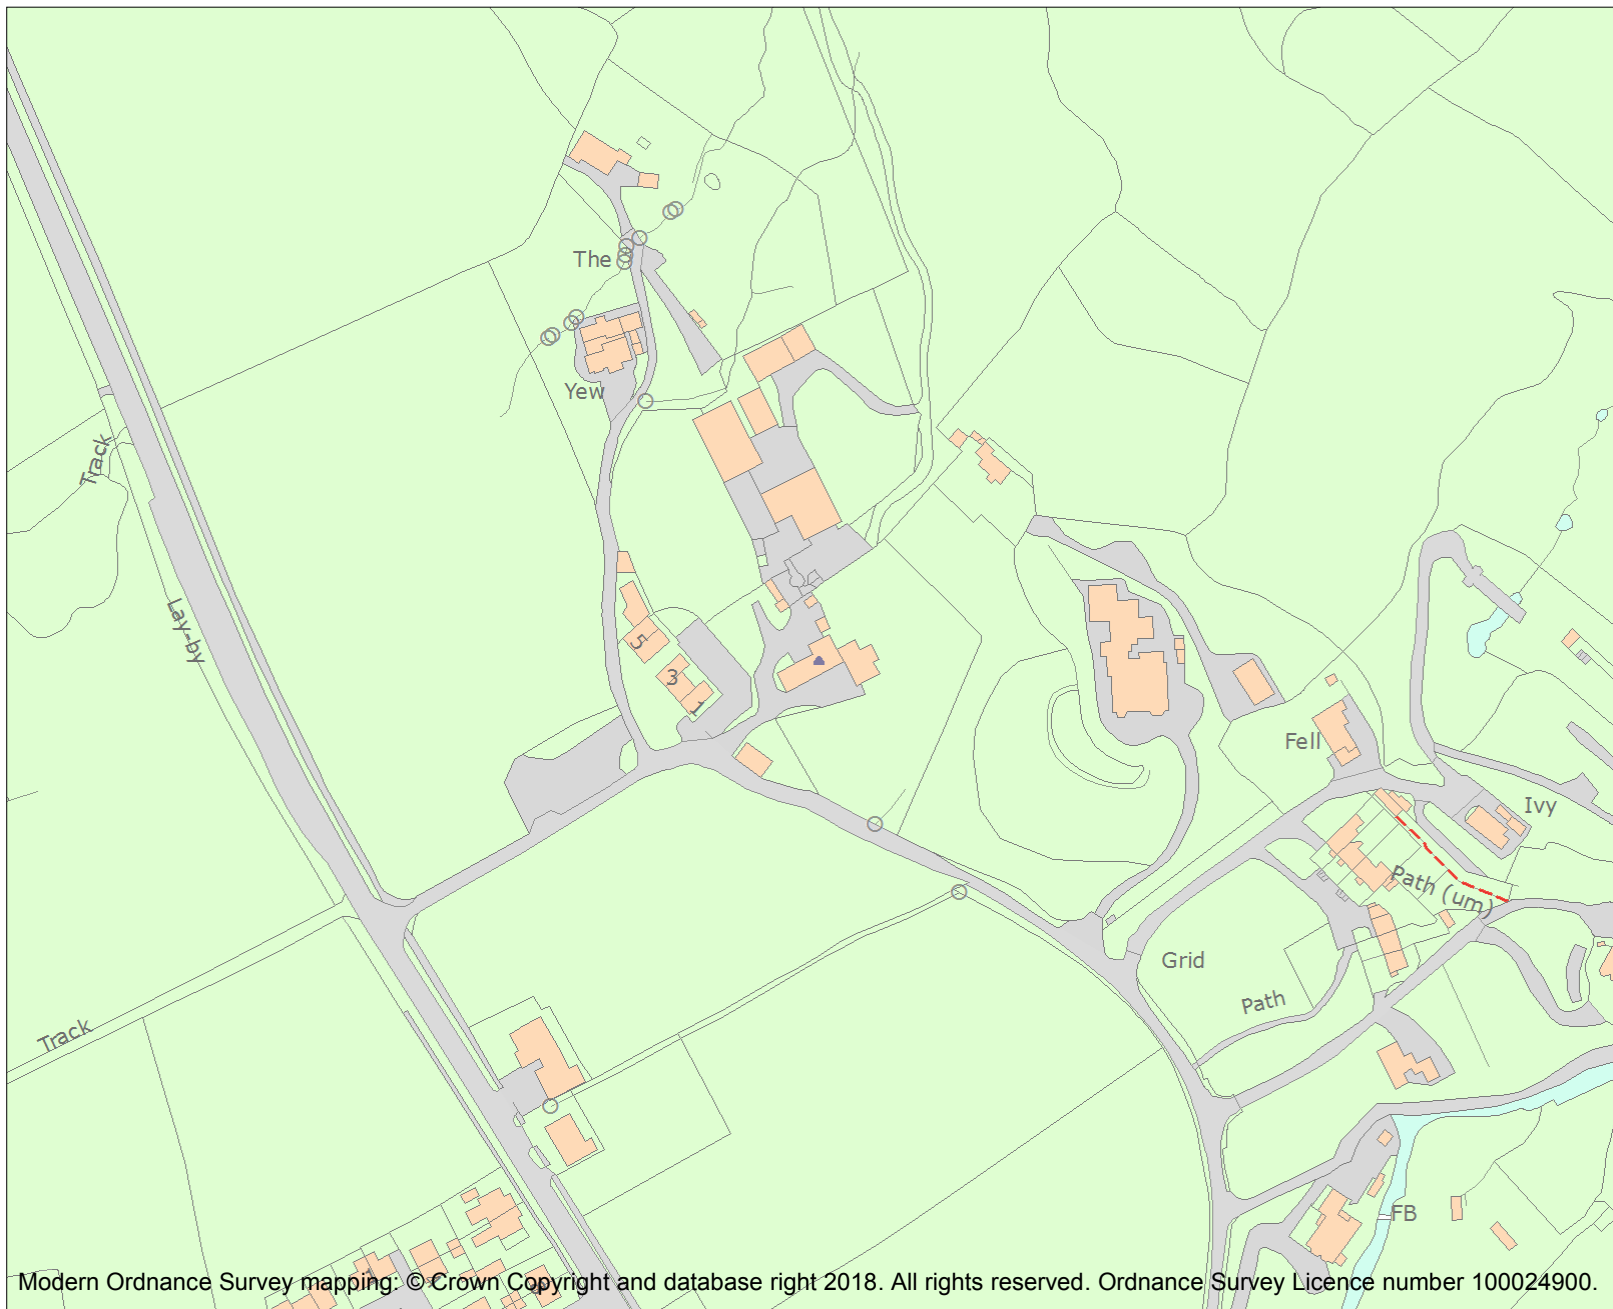 The
Yew
Track
Lay-by
5
3
1
Fell
Ivy
Path (um)
Grid
Path
Track
FB
1
Modern Ordnance Survey mapping: © Crown Copyright and database right 2018. All rights reserved. Ordnance Survey Licence number 100024900.